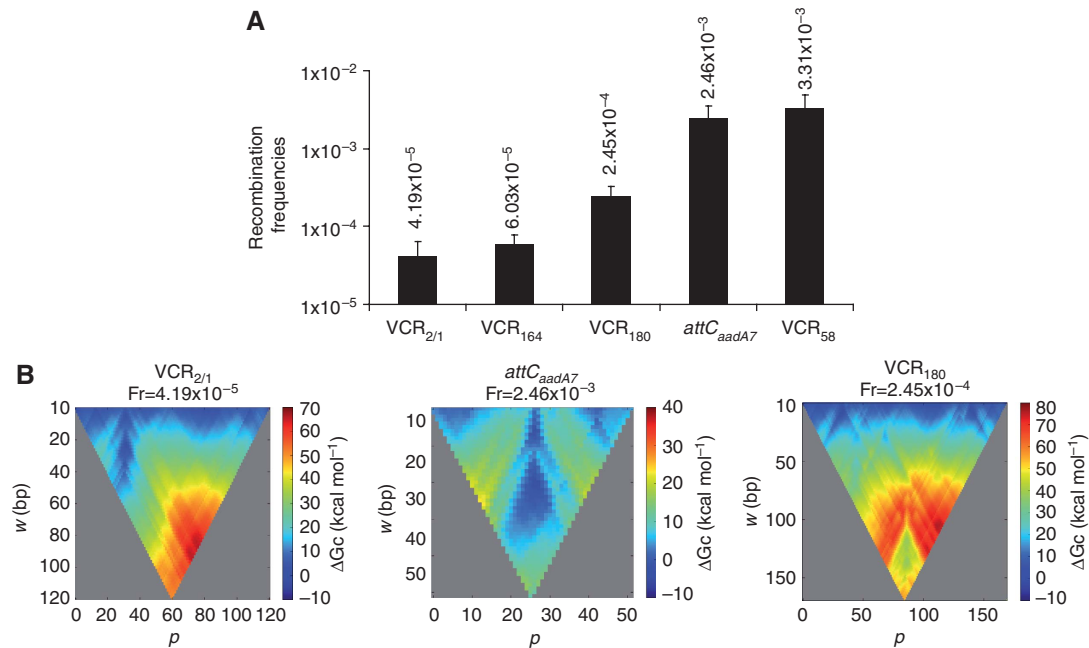 A
Recombination
frequencies
1x10⁻²
1x10⁻³
1x10⁻⁴
1x10⁻⁵
4.19x10⁻⁵
6.03x10⁻⁵
2.45x10⁻⁴
2.46x10⁻³
3.31x10⁻³
VCR₂/₁
VCR₁₆₄
VCR₁₈₀
attC_aadA7
VCR₅₈
B
VCR₂/₁
Fr=4.19x10⁻⁵
w (bp)
10
20
40
60
80
100
120
0 20 40 60 80 100 120
p
70
60
50
40
30
20
10
0
−10
ΔGc (kcal mol⁻¹)
attC_aadA7
Fr=2.46x10⁻³
w (bp)
10
20
30
40
50
0 10 20 30 40 50
p
40
30
20
10
0
−10
ΔGc (kcal mol⁻¹)
VCR₁₈₀
Fr=2.45x10⁻⁴
w (bp)
10
50
100
150
0 50 100 150
p
80
70
60
50
40
30
20
10
0
−10
ΔGc (kcal mol⁻¹)